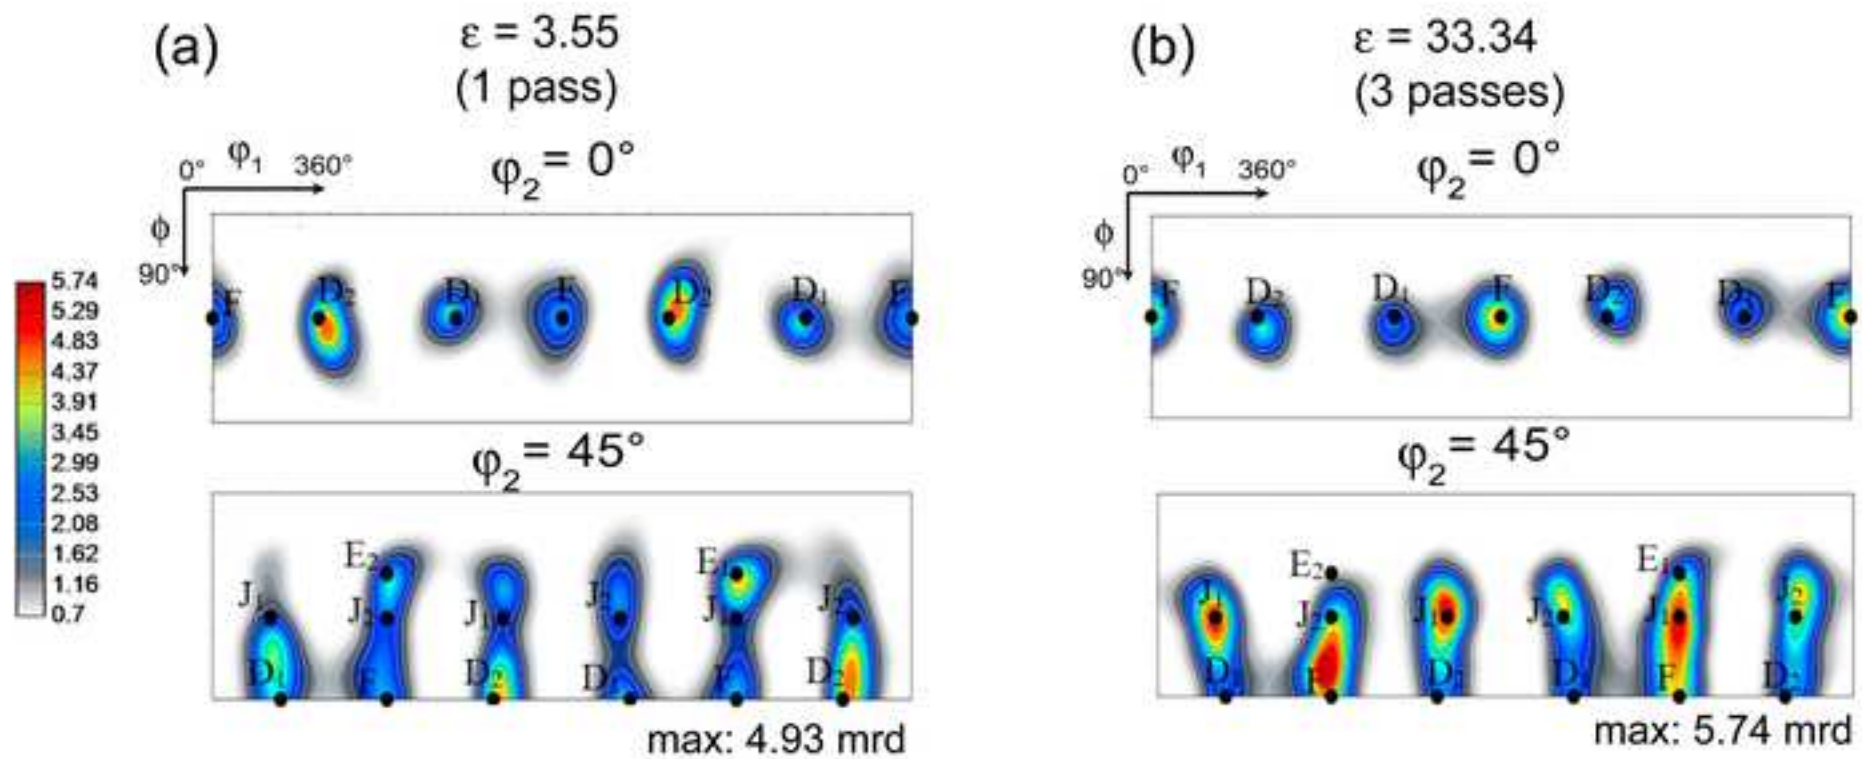 (a)
ε = 3.55
(1 pass)
0° φ1 360°
φ2 = 0°
ϕ
90°
F D2 D1 F D2 D1 F
5.74
5.29
4.83
4.37
3.91
3.45
2.99
2.53
2.08
1.62
1.16
0.7
φ2 = 45°
E2 E1
J1 J2 J1 J2 J1 J2
D1 F D2 D1 F D2
max: 4.93 mrd
(b)
ε = 33.34
(3 passes)
0° φ1 360°
φ2 = 0°
ϕ
90°
F D2 D1 F D2 D F
φ2 = 45°
E2 E1
J1 J2 J1 J2 J1 J2
D F D2 D F D2
max: 5.74 mrd